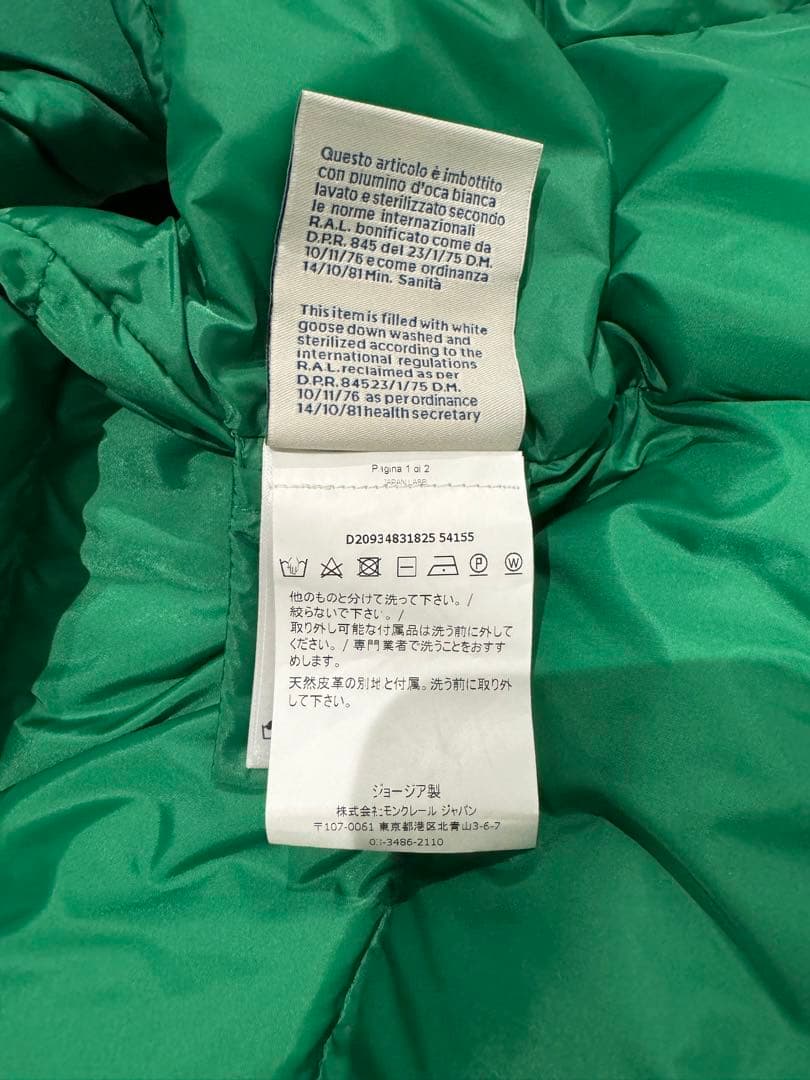 Questo articolo è imbottito
con piumino d'oca bianca
lavato e sterilizzato secondo
le norme internazionali
R.A.L. bonificato come da
D.P.R. 845 del 23/1/75 D.M.
10/11/76 e come ordinanza
14/10/81 Min. Sanità
This item is filled with white
goose down washed and
sterilized according to the
international regulations
R.A.L. reclaimed as per
D.P.R. 845 23/1/75 D.M.
10/11/76 as per ordinance
14/10/81 health secretary
Pagina 1 di 2
D20934831825 54155
P W
他のものと分けて洗って下さい。/
絞らないで下さい。/
取り外し可能な付属品は洗う前に外して
ください。/ 専門業者で洗うことをおすす
めします。
天然皮革の別地と付属。洗う前に取り外
して下さい。
ジョージア製
株式会社モンクレール ジャパン
〒107-0061 東京都港区北青山3-6-7
03-3486-2110